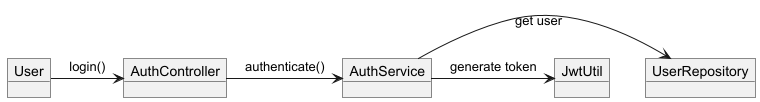 get user
User
login()
AuthController
authenticate()
AuthService
generate token
JwtUtil
UserRepository